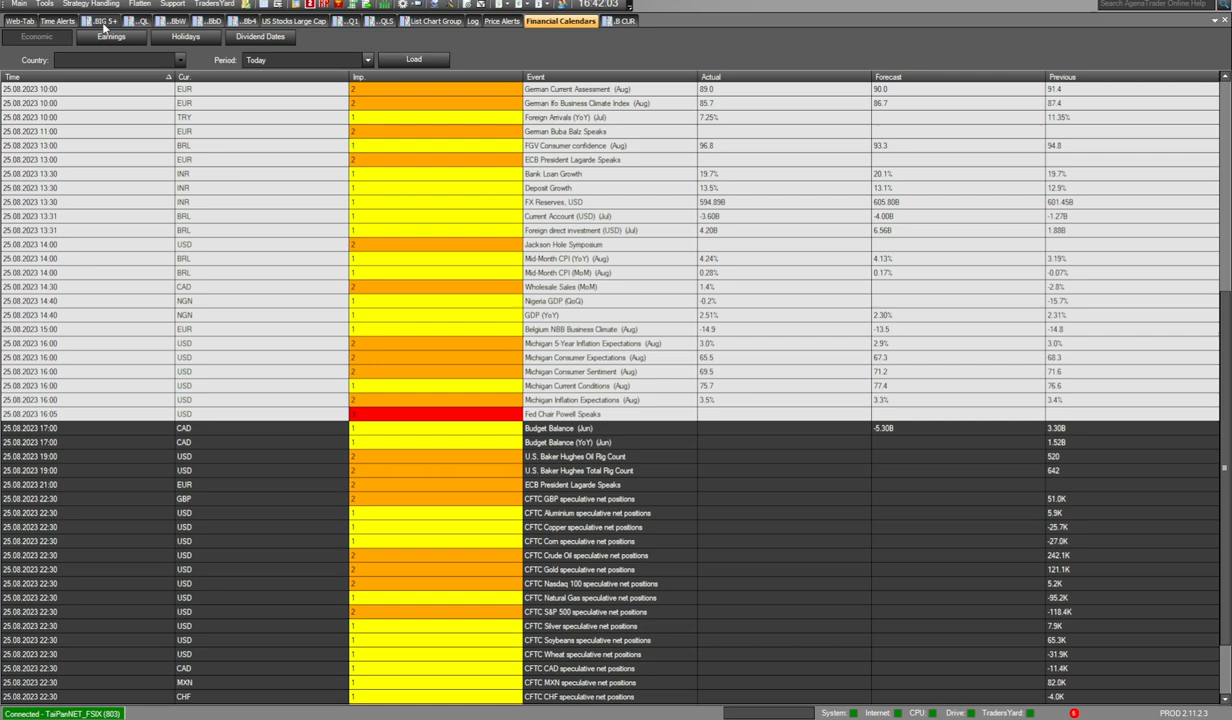 Main Tools Strategy Handling Flatten Support TradersYard 16:42:03 Search AgenaTrader Online Help
Web-Tab Time Alerts .BIG S+ ..QL ..BbW ..BbD ..Bb4 US Stocks Large Cap ..Q1 ..QLS List Chart Group Log Price Alerts Financial Calendars .B CUR
Economic Earnings Holidays Dividend Dates
Country: Period: Today Load
Time Cur. Imp. Event Actual Forecast Previous
25.08.2023 10:00 EUR 2 German Current Assessment (Aug) 89.0 90.0 91.4
25.08.2023 10:00 EUR 2 German Ifo Business Climate Index (Aug) 85.7 86.7 87.4
25.08.2023 10:00 TRY 1 Foreign Arrivals (YoY) (Jul) 7.25% 11.35%
25.08.2023 11:00 EUR 2 German Buba Balz Speaks
25.08.2023 13:00 BRL 1 FGV Consumer confidence (Aug) 96.8 93.3 94.8
25.08.2023 13:00 EUR 2 ECB President Lagarde Speaks
25.08.2023 13:30 INR 1 Bank Loan Growth 19.7% 20.1% 19.7%
25.08.2023 13:30 INR 1 Deposit Growth 13.5% 13.1% 12.9%
25.08.2023 13:30 INR 1 FX Reserves, USD 594.89B 605.80B 601.45B
25.08.2023 13:31 BRL 1 Current Account (USD) (Jul) -3.60B -4.00B -1.27B
25.08.2023 13:31 BRL 1 Foreign direct investment (USD) (Jul) 4.20B 6.56B 1.88B
25.08.2023 14:00 USD 2 Jackson Hole Symposium
25.08.2023 14:00 BRL 1 Mid-Month CPI (YoY) (Aug) 4.24% 4.13% 3.19%
25.08.2023 14:00 BRL 1 Mid-Month CPI (MoM) (Aug) 0.28% 0.17% -0.07%
25.08.2023 14:30 CAD 2 Wholesale Sales (MoM) 1.4% -2.8%
25.08.2023 14:40 NGN 1 Nigeria GDP (QoQ) -0.2% -15.7%
25.08.2023 14:40 NGN 1 GDP (YoY) 2.51% 2.30% 2.31%
25.08.2023 15:00 EUR 1 Belgium NBB Business Climate (Aug) -14.9 -13.5 -14.8
25.08.2023 16:00 USD 2 Michigan 5-Year Inflation Expectations (Aug) 3.0% 2.9% 3.0%
25.08.2023 16:00 USD 2 Michigan Consumer Expectations (Aug) 65.5 67.3 68.3
25.08.2023 16:00 USD 2 Michigan Consumer Sentiment (Aug) 69.5 71.2 71.6
25.08.2023 16:00 USD 1 Michigan Current Conditions (Aug) 75.7 77.4 76.6
25.08.2023 16:00 USD 2 Michigan Inflation Expectations (Aug) 3.5% 3.3% 3.4%
25.08.2023 16:05 USD Fed Chair Powell Speaks
25.08.2023 17:00 CAD 1 Budget Balance (Jun) -5.30B 3.30B
25.08.2023 17:00 CAD 1 Budget Balance (YoY) (Jun) 1.52B
25.08.2023 19:00 USD 2 U.S. Baker Hughes Oil Rig Count 520
25.08.2023 19:00 USD 2 U.S. Baker Hughes Total Rig Count 642
25.08.2023 21:00 EUR 2 ECB President Lagarde Speaks
25.08.2023 22:30 GBP 2 CFTC GBP speculative net positions 51.0K
25.08.2023 22:30 USD 1 CFTC Aluminium speculative net positions 5.9K
25.08.2023 22:30 USD 1 CFTC Copper speculative net positions -25.7K
25.08.2023 22:30 USD 1 CFTC Corn speculative net positions -27.0K
25.08.2023 22:30 USD 2 CFTC Crude Oil speculative net positions 242.1K
25.08.2023 22:30 USD 2 CFTC Gold speculative net positions 121.1K
25.08.2023 22:30 USD 2 CFTC Nasdaq 100 speculative net positions 5.2K
25.08.2023 22:30 USD 1 CFTC Natural Gas speculative net positions -95.2K
25.08.2023 22:30 USD 2 CFTC S&P 500 speculative net positions -118.4K
25.08.2023 22:30 USD 1 CFTC Silver speculative net positions 7.9K
25.08.2023 22:30 USD 1 CFTC Soybeans speculative net positions 65.3K
25.08.2023 22:30 USD 1 CFTC Wheat speculative net positions -31.9K
25.08.2023 22:30 CAD 1 CFTC CAD speculative net positions -11.4K
25.08.2023 22:30 MXN 1 CFTC MXN speculative net positions 82.0K
25.08.2023 22:30 CHF 1 CFTC CHF speculative net positions -4.0K
Connected - TaiPanNET_FSIX (803) System: Internet: CPU: Drive: TradersYard: 6 PROD 2.11.2.3